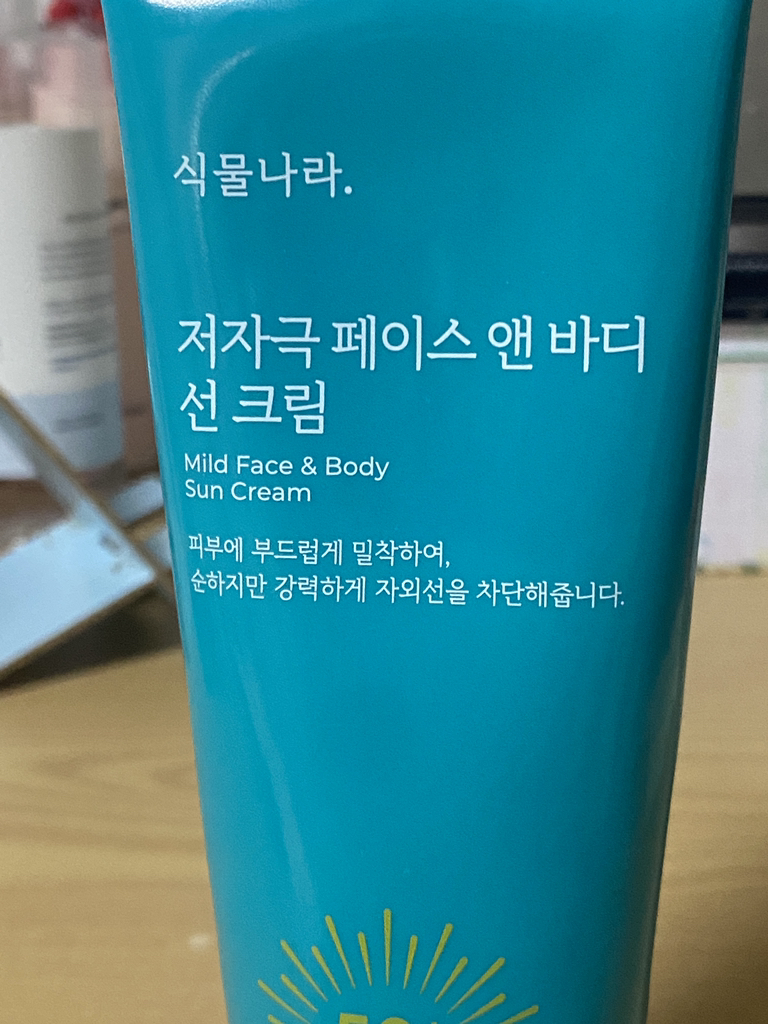 식물나라.
저자극 페이스 앤 바디
선 크림
Mild Face & Body
Sun Cream
피부에 부드럽게 밀착하여,
순하지만 강력하게 자외선을 차단해줍니다.